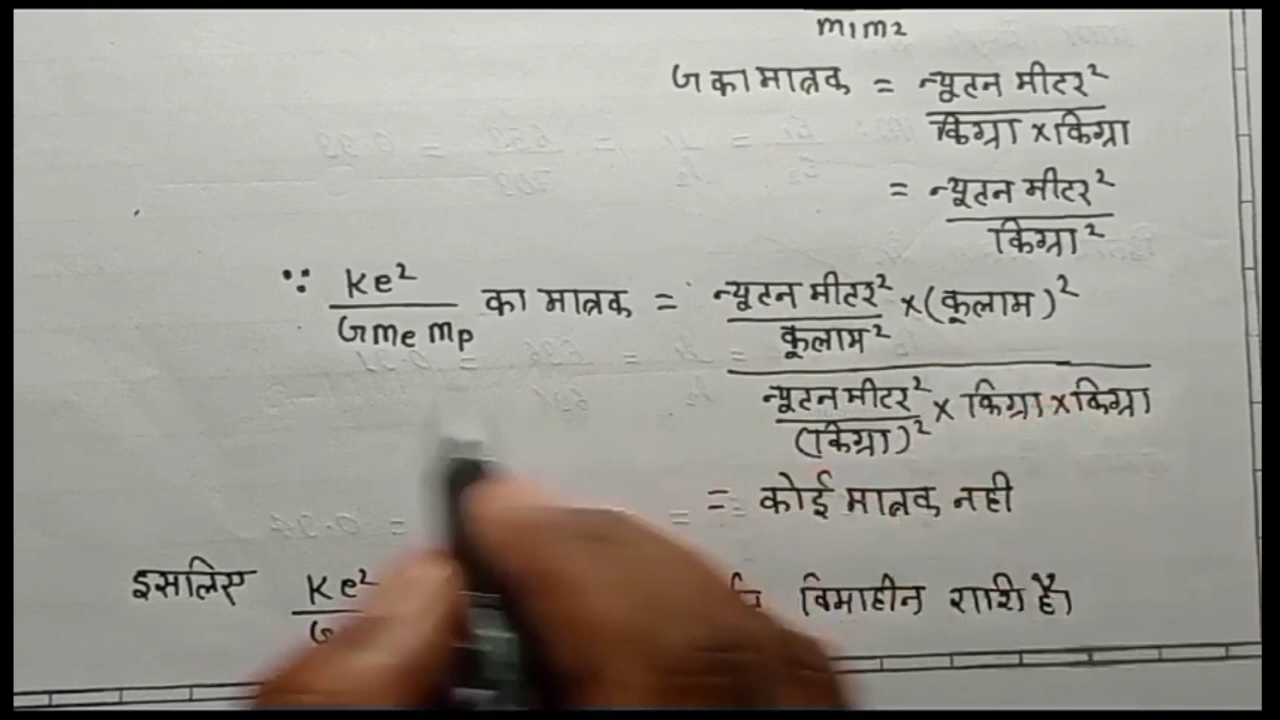 m1m2
G का मात्रक = न्यूटन मीटर²
किग्रा × किग्रा
= न्यूटन मीटर²
किग्रा²
∵ Ke² / Gme mp का मात्रक = न्यूटन मीटर² / कूलाम² × (कूलाम)²
न्यूटन मीटर² / (किग्रा)² × किग्रा × किग्रा
= कोई मात्रक नही
इसलिए Ke² / G विमाहीन राशि है।